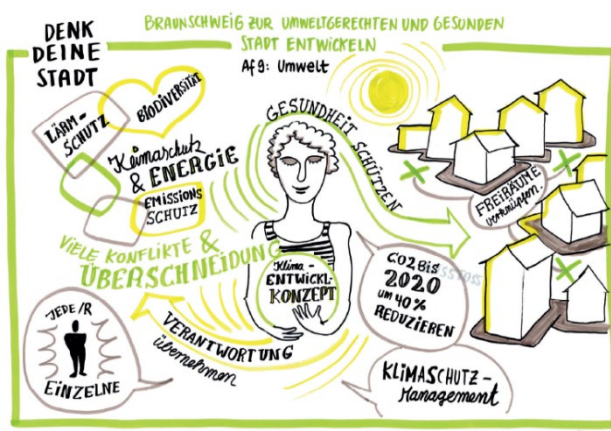 DENK
DEINE
STADT
BRAUNSCHWEIG ZUR UMWELTGERECHTEN UND GESUNDEN
STADT ENTWICKELN
Af9: Umwelt
LÄRM-
SCHUTZ
BIODIVERSITÄT
Klimaschutz
& ENERGIE
EMISSIONS
SCHUTZ
GESUNDHEIT SCHÜTZEN
FREIRÄUME
verknüpfen.
VIELE KONFLIKTE &
ÜBERSCHNEIDUNG
Klima-
ENTWICKL.
KONZEPT
CO2 Bis
2020
um 40%
REDUZIEREN
JEDE/R
EINZELNE
VERANTWORTUNG
übernehmen
KLIMASCHUTZ-
Management